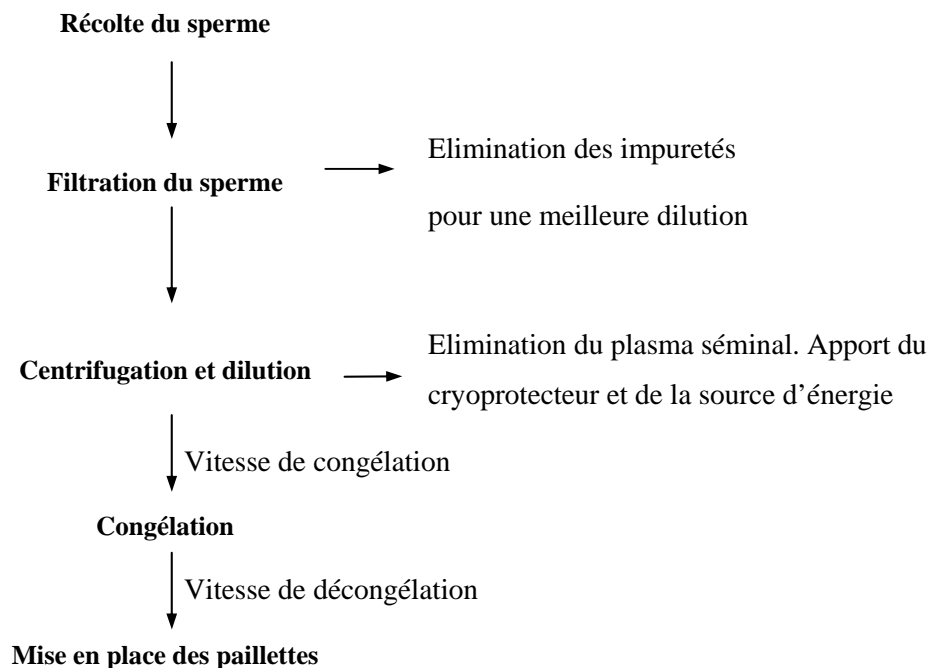 Récolte du sperme
Filtration du sperme
Elimination des impuretés
pour une meilleure dilution
Centrifugation et dilution
Elimination du plasma séminal. Apport du
cryoprotecteur et de la source d’énergie
Vitesse de congélation
Congélation
Vitesse de décongélation
Mise en place des paillettes